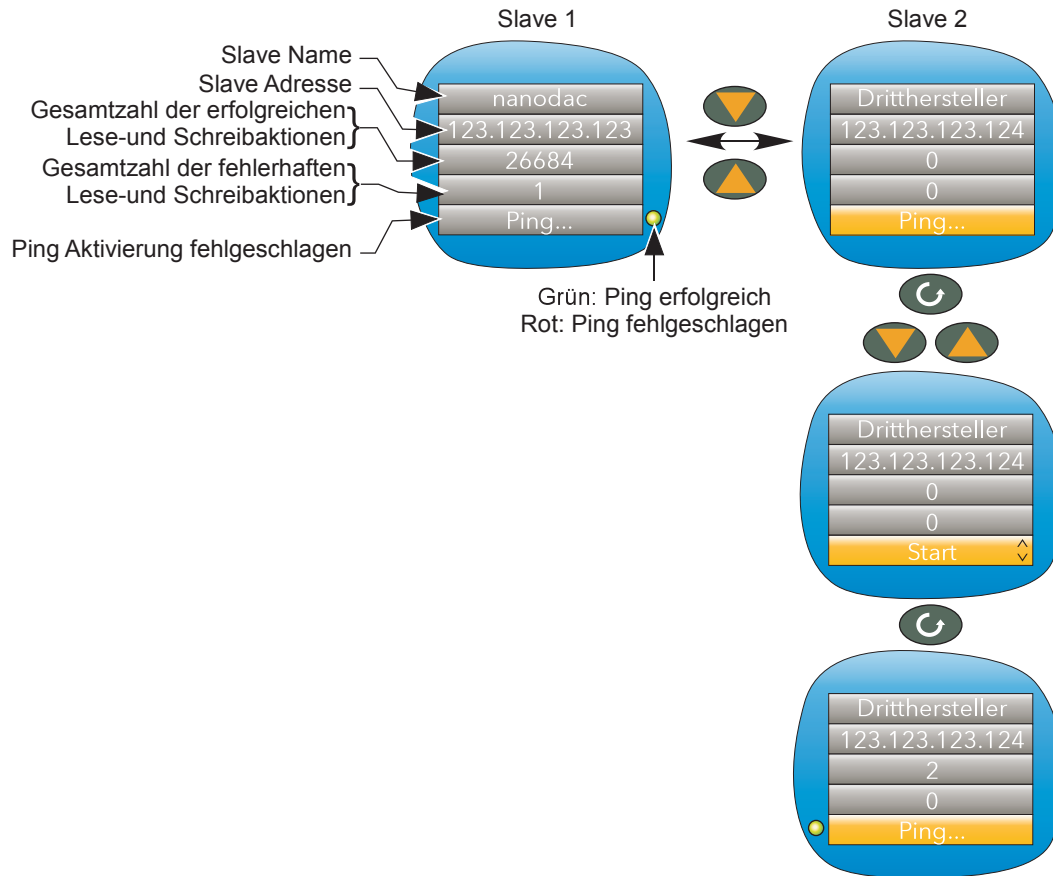 Slave 1
Slave Name
Slave Adresse
Gesamtzahl der erfolgreichen
Lese-und Schreibaktionen
Gesamtzahl der fehlerhaften
Lese-und Schreibaktionen
Ping Aktivierung fehlgeschlagen
nanodac
123.123.123.123
26684
1
Ping...
Grün: Ping erfolgreich
Rot: Ping fehlgeschlagen
Slave 2
Dritthersteller
123.123.123.124
0
0
Ping...
Dritthersteller
123.123.123.124
0
0
Start
Dritthersteller
123.123.123.124
2
0
Ping...